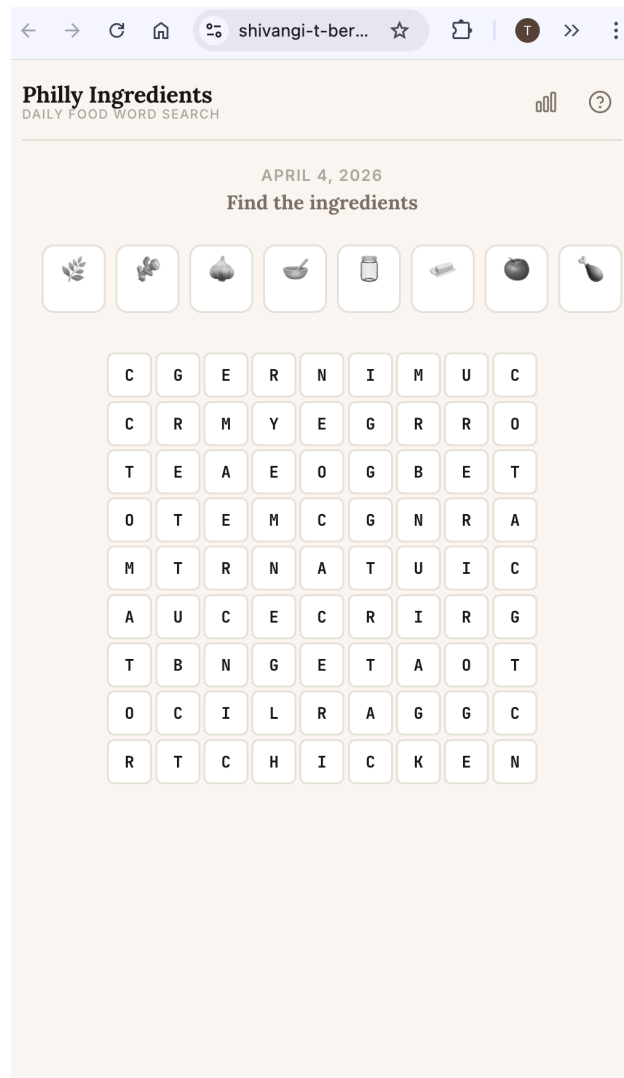 shivangi-t-ber...
T
Philly Ingredients
DAILY FOOD WORD SEARCH
APRIL 4, 2026
Find the ingredients
C G E R N I M U C
C R M Y E G R R O
T E A E O G B E T
O T E M C G N R A
M T R N A T U I C
A U C E C R I R G
T B N G E T A O T
O C I L R A G G C
R T C H I C K E N